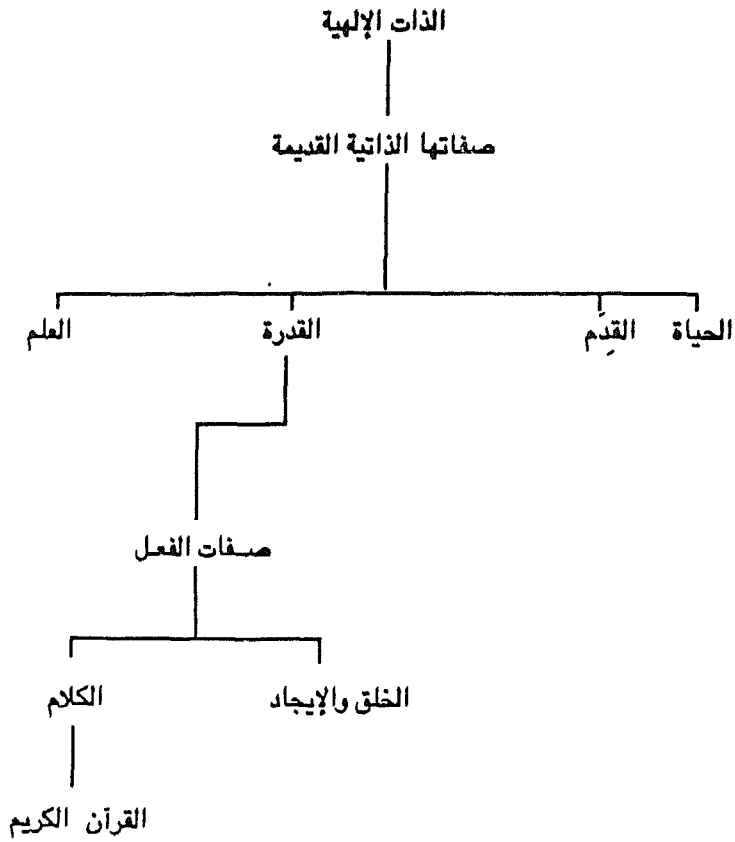 الذات الإلهية
صفاتها الذاتية القديمة
الحياة القِدَم القدرة العلم
صفات الفعل
الخلق والإيجاد الكلام
القرآن الكريم